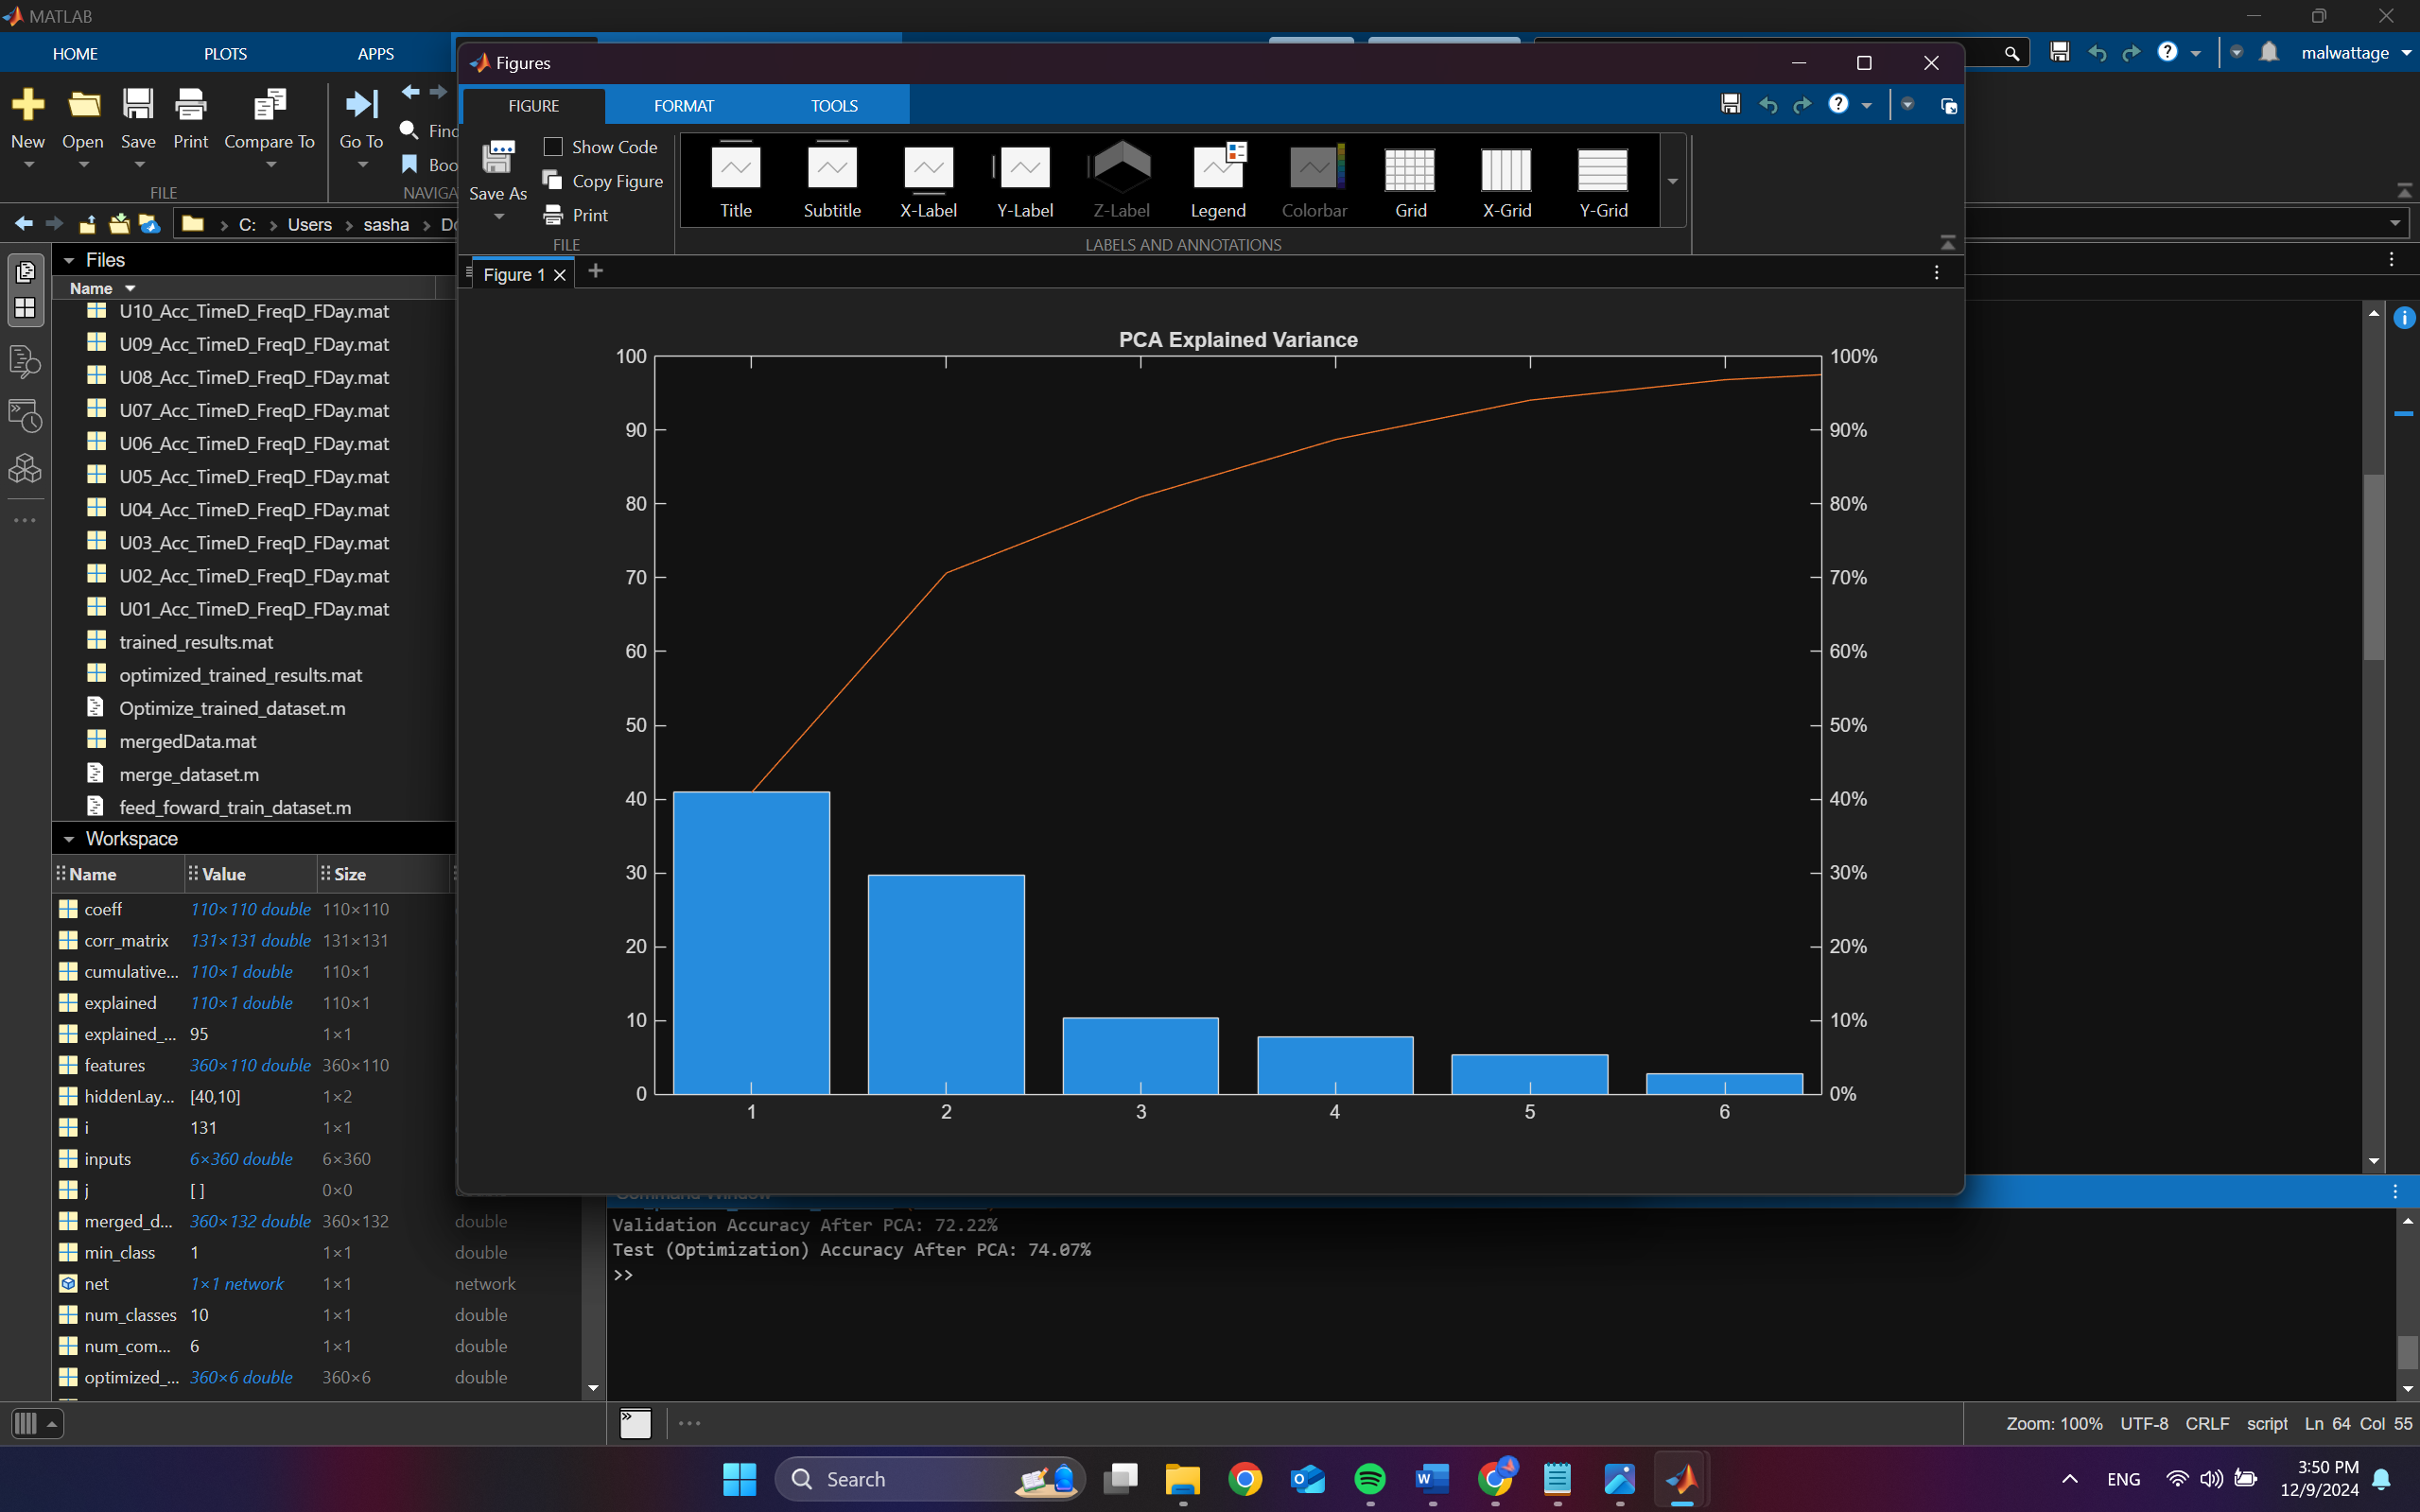 MATLAB
HOME PLOTS APPS
malwattage
New Open Save Print Compare To Go To Find
FILE
C: Users sasha
Files
Name
U10_Acc_TimeD_FreqD_FDay.mat
U09_Acc_TimeD_FreqD_FDay.mat
U08_Acc_TimeD_FreqD_FDay.mat
U07_Acc_TimeD_FreqD_FDay.mat
U06_Acc_TimeD_FreqD_FDay.mat
U05_Acc_TimeD_FreqD_FDay.mat
U04_Acc_TimeD_FreqD_FDay.mat
U03_Acc_TimeD_FreqD_FDay.mat
U02_Acc_TimeD_FreqD_FDay.mat
U01_Acc_TimeD_FreqD_FDay.mat
trained_results.mat
optimized_trained_results.mat
Optimize_trained_dataset.m
mergedData.mat
merge_dataset.m
feed_foward_train_dataset.m
Workspace
Name Value Size
coeff 110×110 double 110×110
corr_matrix 131×131 double 131×131
cumulative... 110×1 double 110×1
explained 110×1 double 110×1
explained_... 95 1×1
features 360×110 double 360×110
hiddenLay... [40,10] 1×2
i 131 1×1
inputs 6×360 double 6×360
j [ ] 0×0
merged_d... 360×132 double 360×132 double
min_class 1 1×1 double
net 1×1 network 1×1 network
num_classes 10 1×1 double
num_com... 6 1×1 double
optimized_... 360×6 double 360×6 double
Figures
FIGURE FORMAT TOOLS
Save As
Show Code
Copy Figure
Print
FILE
Title Subtitle X-Label Y-Label Z-Label Legend Colorbar Grid X-Grid Y-Grid
LABELS AND ANNOTATIONS
Figure 1
PCA Explained Variance
100 100%
90 90%
80 80%
70 70%
60 60%
50 50%
40 40%
30 30%
20 20%
10 10%
0 0%
1 2 3 4 5 6
Validation Accuracy After PCA: 72.22%
Test (Optimization) Accuracy After PCA: 74.07%
>>
Zoom: 100% UTF-8 CRLF script Ln 64 Col 55
Search
ENG
3:50 PM
12/9/2024